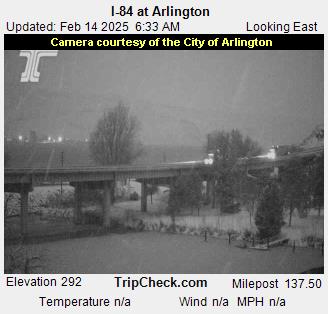 I-84 at Arlington
Updated: Feb 14 2025 6:33 AM Looking East
Camera courtesy of the City of Arlington
Elevation 292 TripCheck.com Milepost 137.50
Temperature n/a Wind n/a MPH n/a